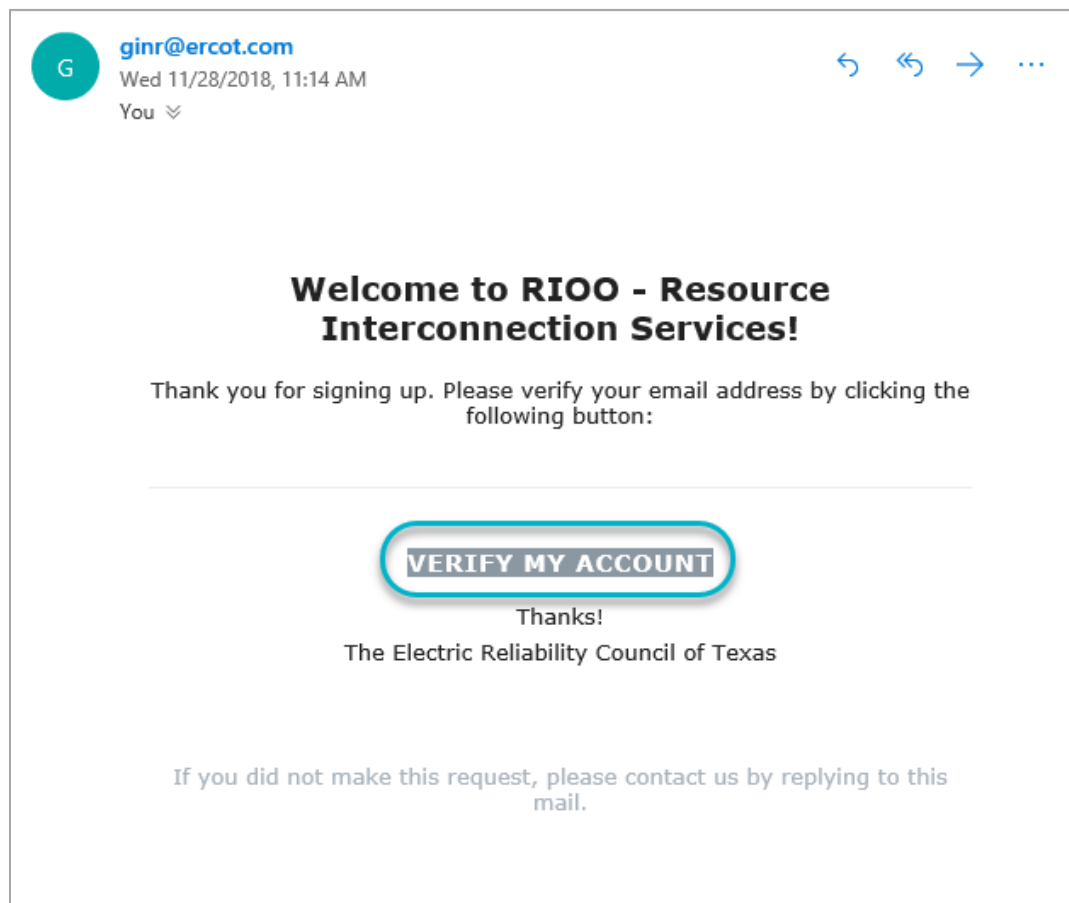 G
ginr@ercot.com
Wed 11/28/2018, 11:14 AM
You
Welcome to RIOO - Resource
Interconnection Services!
Thank you for signing up. Please verify your email address by clicking the
following button:
VERIFY MY ACCOUNT
Thanks!
The Electric Reliability Council of Texas
If you did not make this request, please contact us by replying to this
mail.